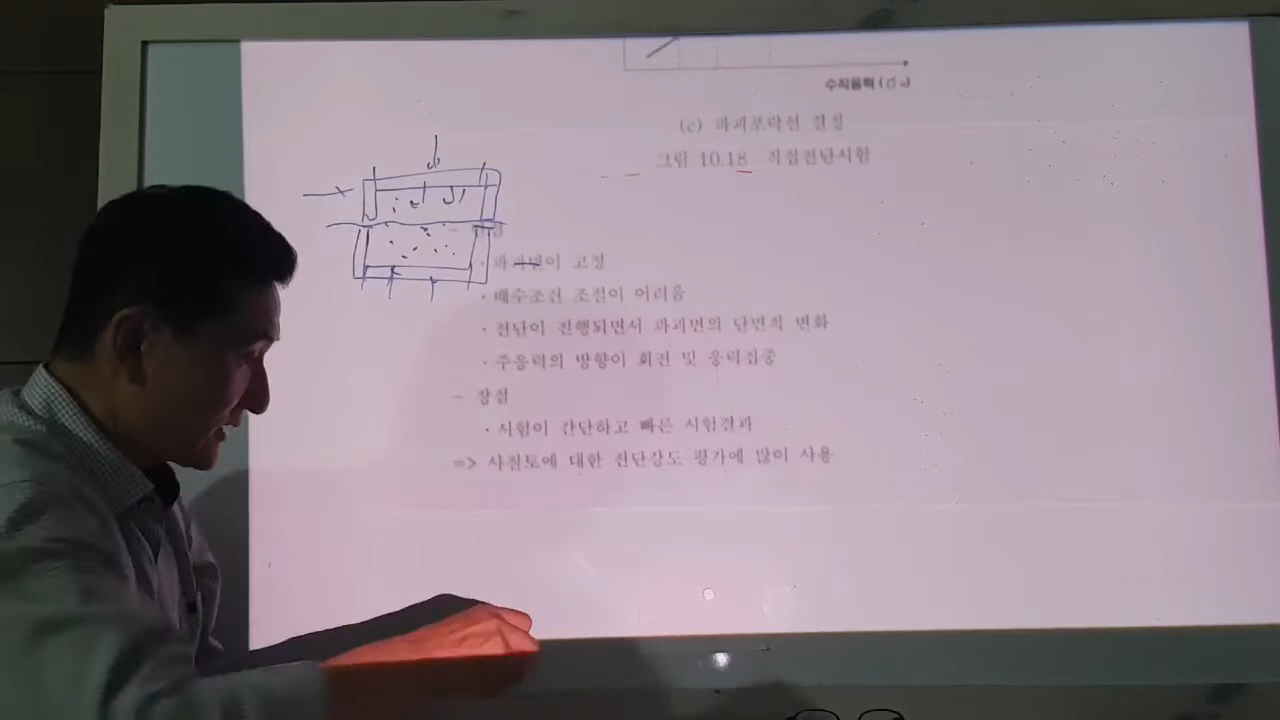 수직응력(σₙ)
(c) 파괴포락선 결정
그림 10.18 직접전단시험
· 파괴면이 고정
· 배수조건 조절이 어려움
· 전단이 진행되면서 파괴면의 단면적 변화
· 주응력의 방향이 회전 및 응력집중
- 장점
· 시험이 간단하고 빠른 시험결과
=> 사질토에 대한 전단강도 평가에 많이 사용